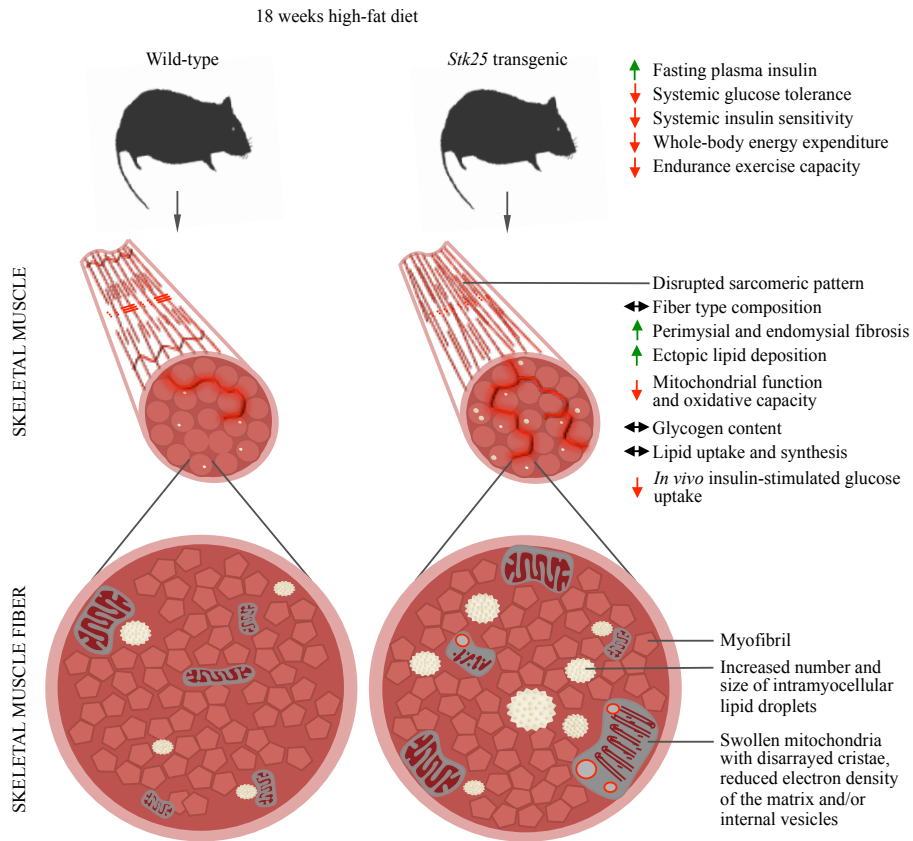 18 weeks high-fat diet
Wild-type
Stk25 transgenic
Fasting plasma insulin
Systemic glucose tolerance
Systemic insulin sensitivity
Whole-body energy expenditure
Endurance exercise capacity
SKELETAL MUSCLE
Disrupted sarcomeric pattern
Fiber type composition
Perimysial and endomysial fibrosis
Ectopic lipid deposition
Mitochondrial function
and oxidative capacity
Glycogen content
Lipid uptake and synthesis
In vivo insulin-stimulated glucose
uptake
SKELETAL MUSCLE FIBER
Myofibril
Increased number and
size of intramyocellular
lipid droplets
Swollen mitochondria
with disarrayed cristae,
reduced electron density
of the matrix and/or
internal vesicles